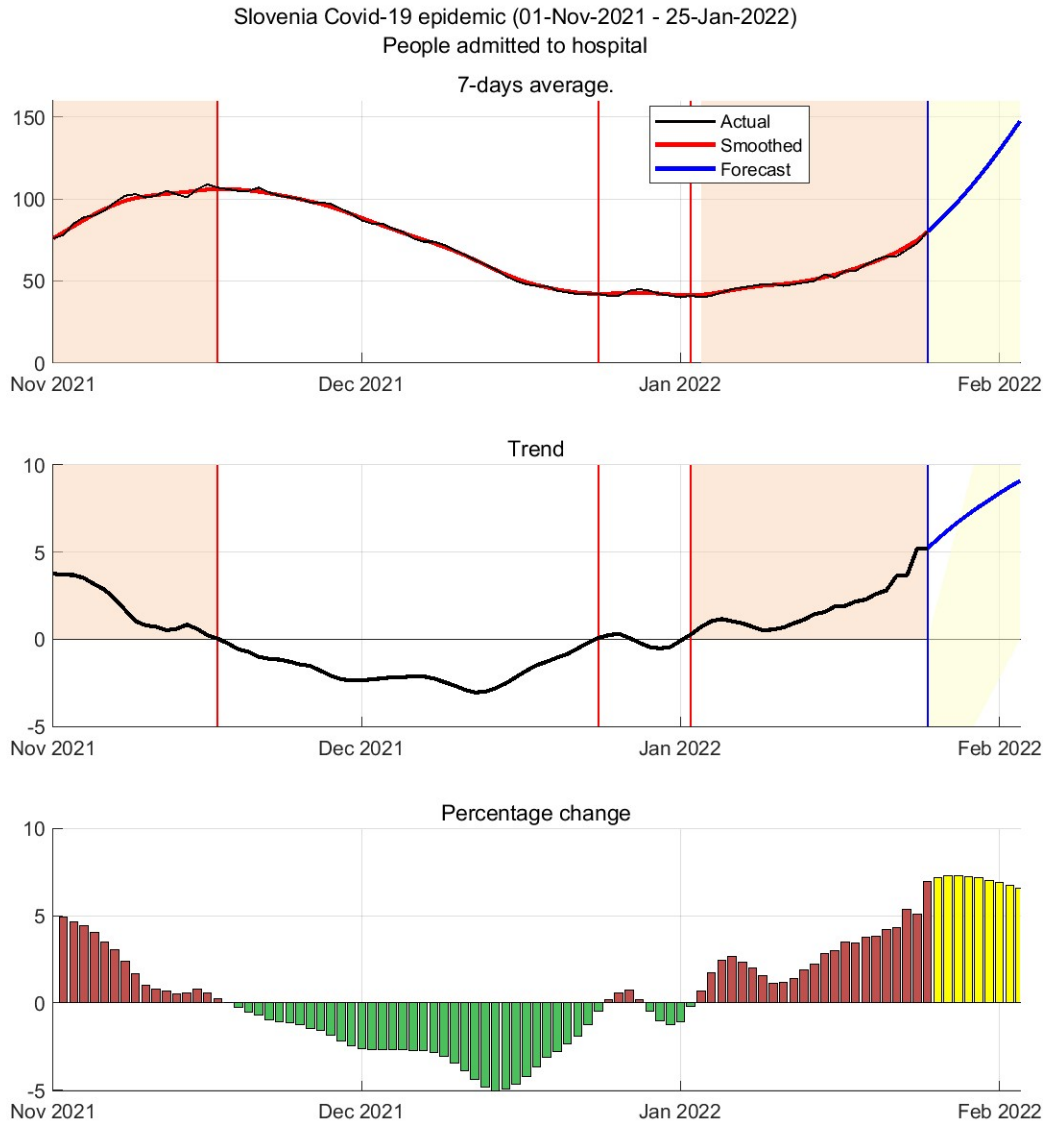 Slovenia Covid-19 epidemic (01-Nov-2021 - 25-Jan-2022)
People admitted to hospital
7-days average.
150
100
50
0
Actual
Smoothed
Forecast
Nov 2021
Dec 2021
Jan 2022
Feb 2022
Trend
10
5
0
-5
Nov 2021
Dec 2021
Jan 2022
Feb 2022
Percentage change
10
5
0
-5
Nov 2021
Dec 2021
Jan 2022
Feb 2022